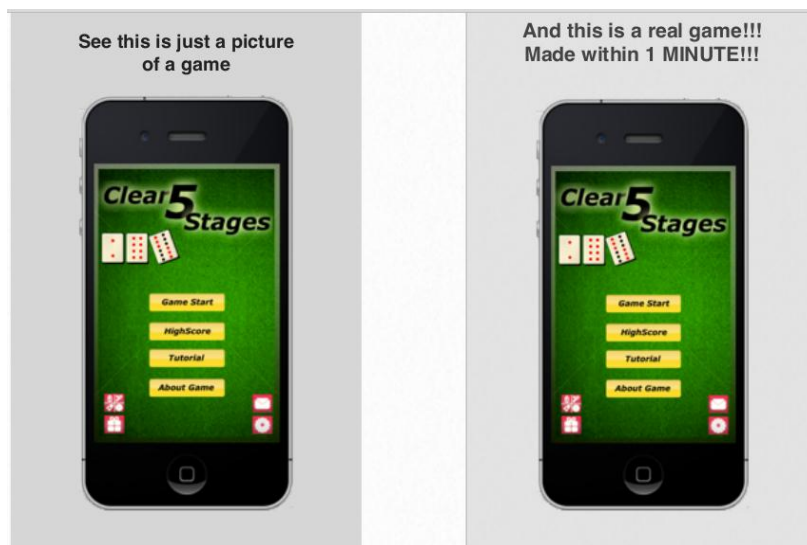 See this is just a picture
of a game
Clear 5
Stages
Game Start
HighScore
Tutorial
About Game
And this is a real game!!!
Made within 1 MINUTE!!!
Clear 5
Stages
Game Start
HighScore
Tutorial
About Game